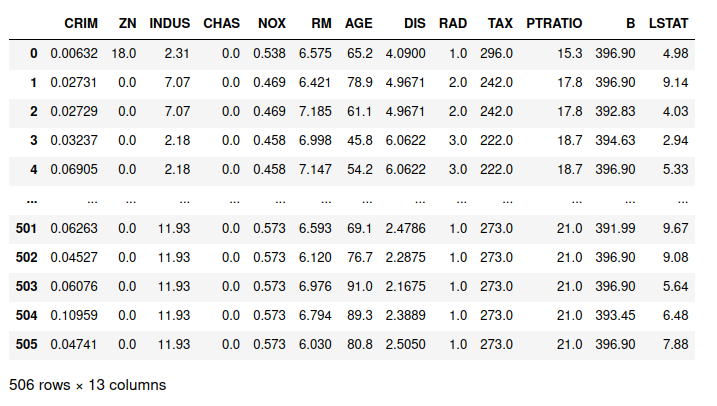 CRIM ZN INDUS CHAS NOX RM AGE DIS RAD TAX PTRATIO B LSTAT
0 0.00632 18.0 2.31 0.0 0.538 6.575 65.2 4.0900 1.0 296.0 15.3 396.90 4.98
1 0.02731 0.0 7.07 0.0 0.469 6.421 78.9 4.9671 2.0 242.0 17.8 396.90 9.14
2 0.02729 0.0 7.07 0.0 0.469 7.185 61.1 4.9671 2.0 242.0 17.8 392.83 4.03
3 0.03237 0.0 2.18 0.0 0.458 6.998 45.8 6.0622 3.0 222.0 18.7 394.63 2.94
4 0.06905 0.0 2.18 0.0 0.458 7.147 54.2 6.0622 3.0 222.0 18.7 396.90 5.33
... ... ... ... ... ... ... ... ... ... ... ... ... ...
501 0.06263 0.0 11.93 0.0 0.573 6.593 69.1 2.4786 1.0 273.0 21.0 391.99 9.67
502 0.04527 0.0 11.93 0.0 0.573 6.120 76.7 2.2875 1.0 273.0 21.0 396.90 9.08
503 0.06076 0.0 11.93 0.0 0.573 6.976 91.0 2.1675 1.0 273.0 21.0 396.90 5.64
504 0.10959 0.0 11.93 0.0 0.573 6.794 89.3 2.3889 1.0 273.0 21.0 393.45 6.48
505 0.04741 0.0 11.93 0.0 0.573 6.030 80.8 2.5050 1.0 273.0 21.0 396.90 7.88
506 rows × 13 columns